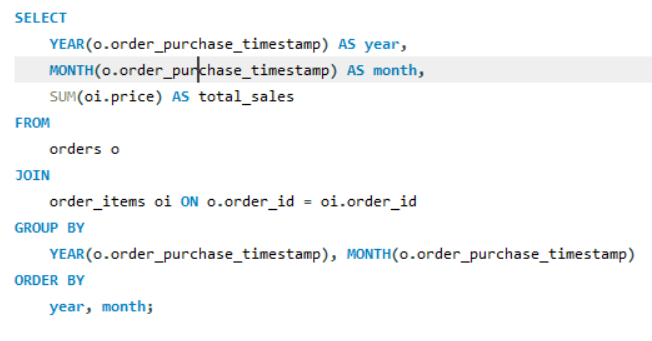 SELECT
YEAR(o.order_purchase_timestamp) AS year,
MONTH(o.order_purchase_timestamp) AS month,
SUM(oi.price) AS total_sales
FROM
orders o
JOIN
order_items oi ON o.order_id = oi.order_id
GROUP BY
YEAR(o.order_purchase_timestamp), MONTH(o.order_purchase_timestamp)
ORDER BY
year, month;